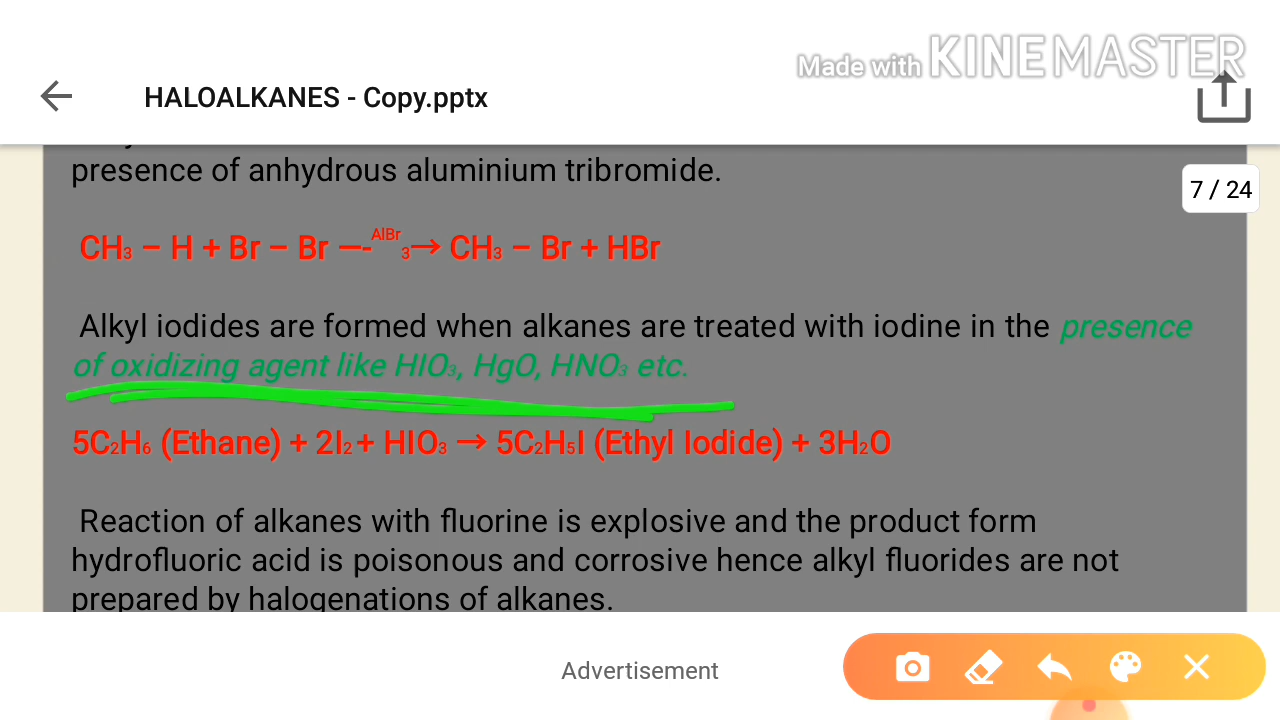 Made with KINEMASTER
HALOALKANES - Copy.pptx
7 / 24
presence of anhydrous aluminium tribromide.
CH₃ – H + Br – Br —-ᴬˡᴮʳ₃→ CH₃ – Br + HBr
Alkyl iodides are formed when alkanes are treated with iodine in the presence
of oxidizing agent like HIO₃, HgO, HNO₃ etc.
5C₂H₆ (Ethane) + 2I₂ + HIO₃ → 5C₂H₅I (Ethyl Iodide) + 3H₂O
Reaction of alkanes with fluorine is explosive and the product form
hydrofluoric acid is poisonous and corrosive hence alkyl fluorides are not
prepared by halogenations of alkanes.
Advertisement